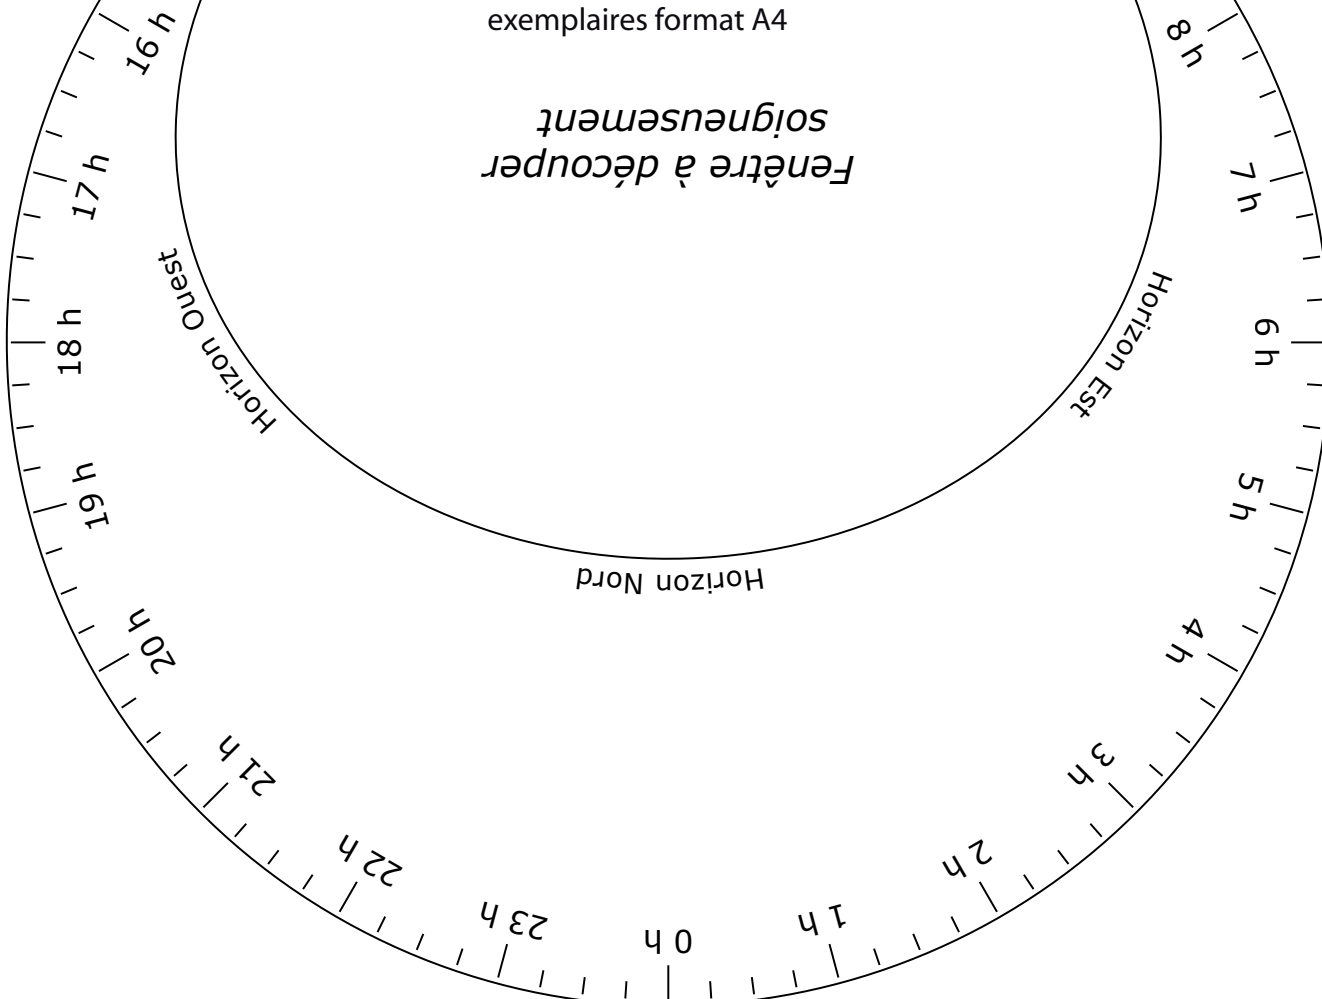 exemplaires format A4
Fenêtre à découper
soigneusement
16 h
8 h
17 h
7 h
Horizon Ouest
Horizon Est
18 h
6 h
19 h
5 h
Horizon Nord
20 h
4 h
21 h
3 h
22 h
2 h
23 h
1 h
0 h